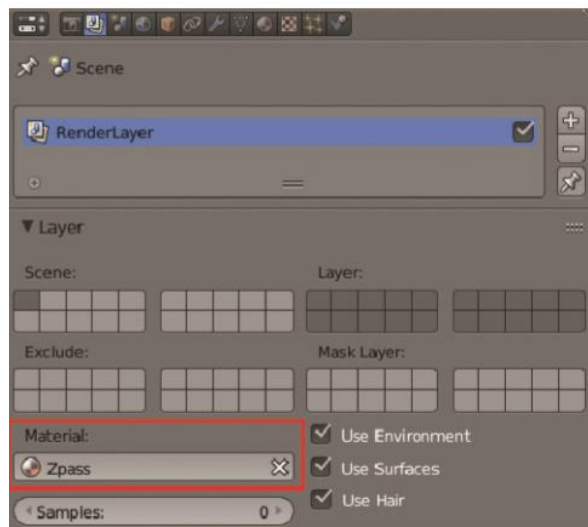 Scene
RenderLayer
Layer
Scene:
Layer:
Exclude:
Mask Layer:
Material:
Use Environment
Zpass
Use Surfaces
Samples: 0
Use Hair